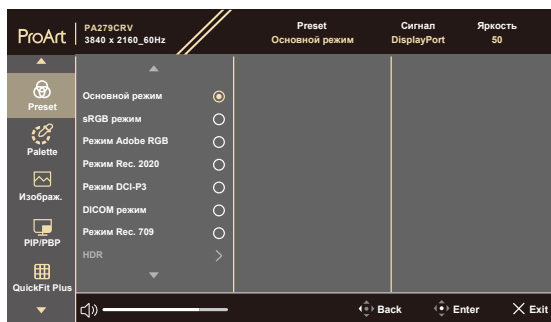 ProArt
PA279CRV
3840 x 2160_60Hz
Preset
Основной режим
Сигнал
DisplayPort
Яркость
50
Preset
Palette
Изображ.
PIP/PBP
QuickFit Plus
Основной режим
sRGB режим
Режим Adobe RGB
Режим Rec. 2020
Режим DCI-P3
DICOM режим
Режим Rec. 709
HDR
Back
Enter
Exit